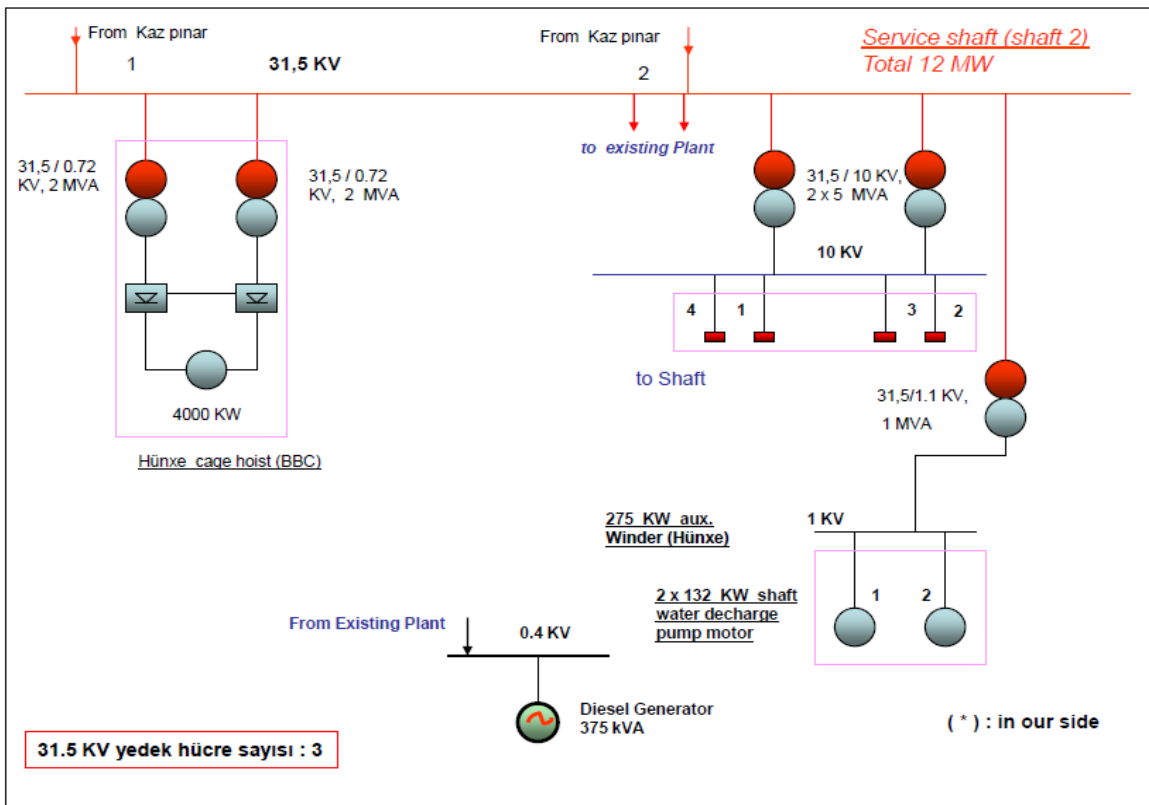 From Kaz pınar
1
31,5 KV
From Kaz pınar
2
Service shaft (shaft 2)
Total 12 MW
to existing Plant
31,5 / 0.72
KV, 2 MVA
31,5 / 0.72
KV, 2 MVA
31,5 / 10 KV,
2 x 5 MVA
10 KV
4
1
3
2
to Shaft
4000 KW
Hünxe cage hoist (BBC)
31,5/1.1 KV,
1 MVA
275 KW aux.
Winder (Hünxe)
1 KV
2 x 132 KW shaft
water decharge
pump motor
1
2
From Existing Plant
0.4 KV
Diesel Generator
375 kVA
( * ) : in our side
31.5 KV yedek hücre sayısı : 3